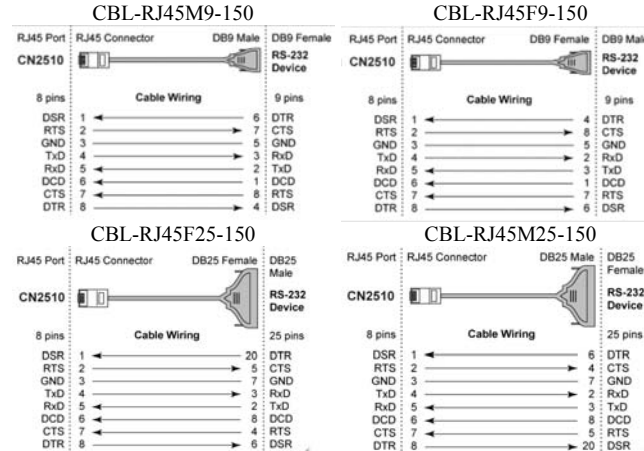 CBL-RJ45M9-150
RJ45 Port RJ45 Connector DB9 Male DB9 Female
CN2510 RS-232
Device
8 pins Cable Wiring 9 pins
DSR 1 6 DTR
RTS 2 7 CTS
GND 3 5 GND
TxD 4 3 RxD
RxD 5 2 TxD
DCD 6 1 DCD
CTS 7 8 RTS
DTR 8 4 DSR
CBL-RJ45F9-150
RJ45 Port RJ45 Connector DB9 Female DB9 Male
CN2510 RS-232
Device
8 pins Cable Wiring 9 pins
DSR 1 4 DTR
RTS 2 8 CTS
GND 3 5 GND
TxD 4 2 RxD
RxD 5 3 TxD
DCD 6 1 DCD
CTS 7 7 RTS
DTR 8 6 DSR
CBL-RJ45F25-150
RJ45 Port RJ45 Connector DB25 Female DB25
Male
CN2510 RS-232
Device
8 pins Cable Wiring 25 pins
DSR 1 20 DTR
RTS 2 5 CTS
GND 3 7 GND
TxD 4 3 RxD
RxD 5 2 TxD
DCD 6 8 DCD
CTS 7 4 RTS
DTR 8 6 DSR
CBL-RJ45M25-150
RJ45 Port RJ45 Connector DB25 Male DB25
Female
CN2510 RS-232
Device
8 pins Cable Wiring 25 pins
DSR 1 6 DTR
RTS 2 4 CTS
GND 3 7 GND
TxD 4 2 RxD
RxD 5 3 TxD
DCD 6 8 DCD
CTS 7 5 RTS
DTR 8 20 DSR